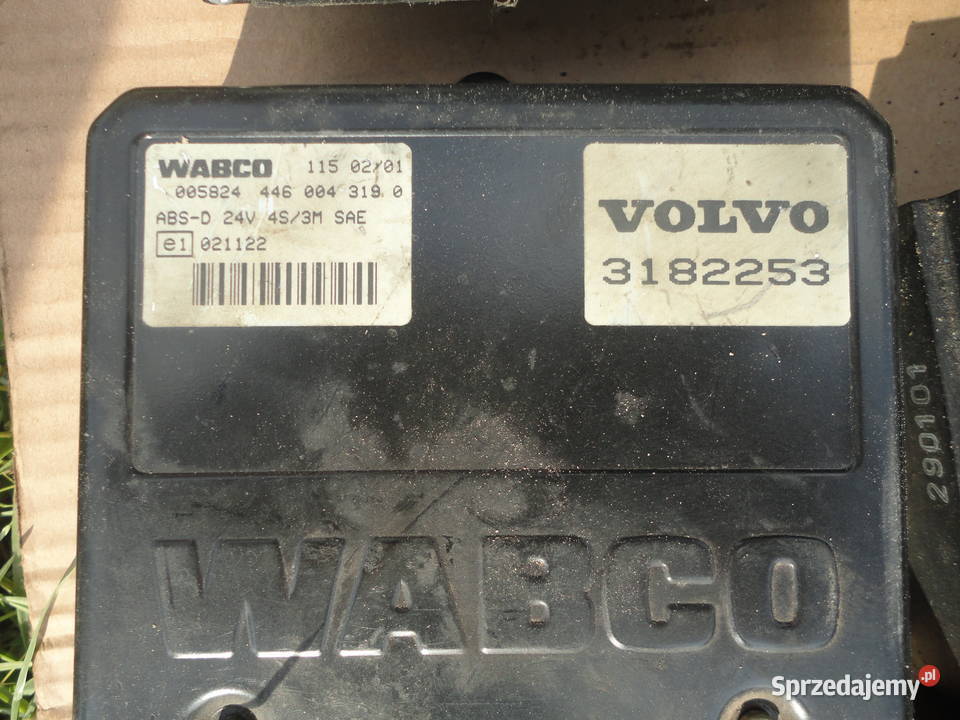 WABCO 115 02/01
005824 446 004 319 0
ABS-D 24V 4S/3M SAE
e1 021122
VOLVO
3182253
290101
WABCO
Sprzedajemy.pl